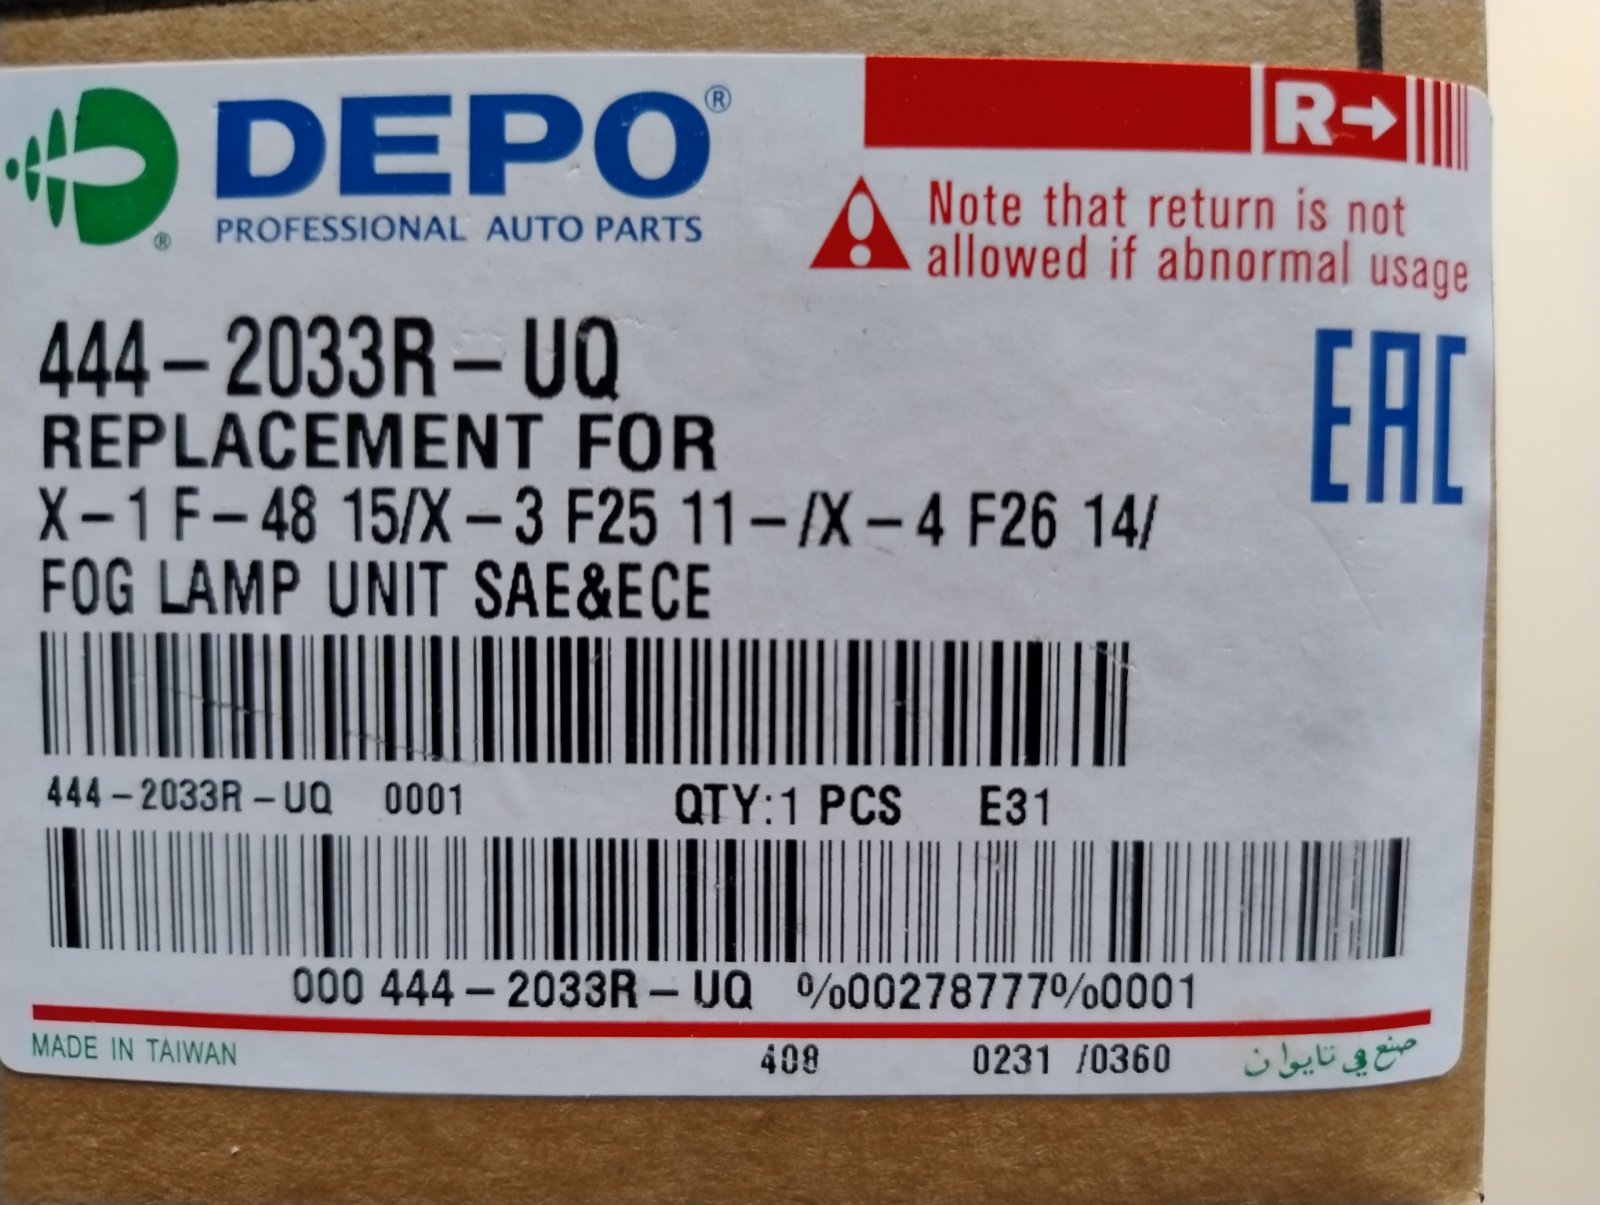 DEPO®
PROFESSIONAL AUTO PARTS
®
R→
Note that return is not
allowed if abnormal usage
EAC
444-2033R-UQ
REPLACEMENT FOR
X-1 F-48 15/X-3 F25 11-/X-4 F26 14/
FOG LAMP UNIT SAE&ECE
444-2033R-UQ 0001 QTY:1 PCS E31
000 444-2033R-UQ %00278777%0001
MADE IN TAIWAN 408 0231 /0360 صنع في تايوان